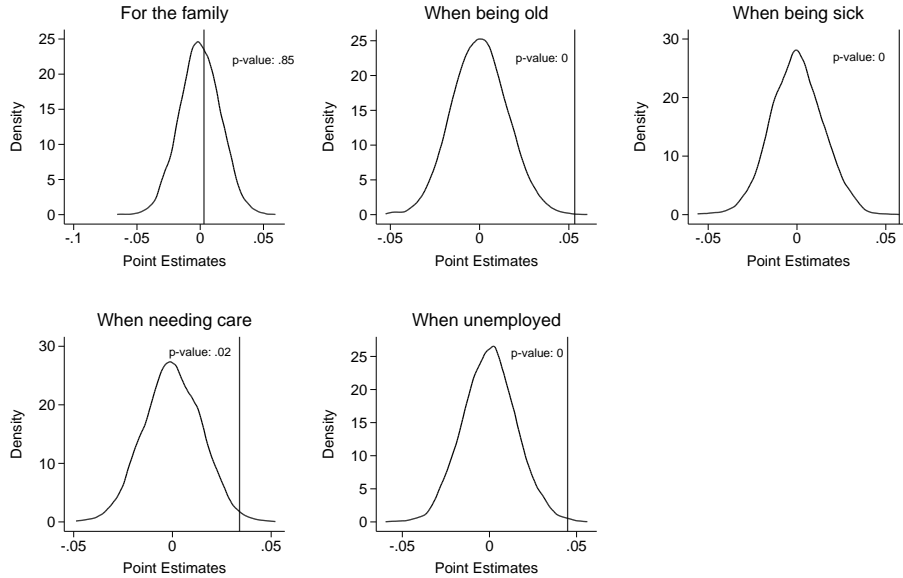 For the family
p-value: .85
25
20
15
10
5
0
Density
-.1 -.05 0 .05
Point Estimates
When being old
p-value: 0
25
20
15
10
5
0
Density
-.05 0 .05
Point Estimates
When being sick
p-value: 0
30
20
10
0
Density
-.05 0 .05
Point Estimates
When needing care
p-value: .02
30
20
10
0
Density
-.05 0 .05
Point Estimates
When unemployed
p-value: 0
25
20
15
10
5
0
Density
-.05 0 .05
Point Estimates